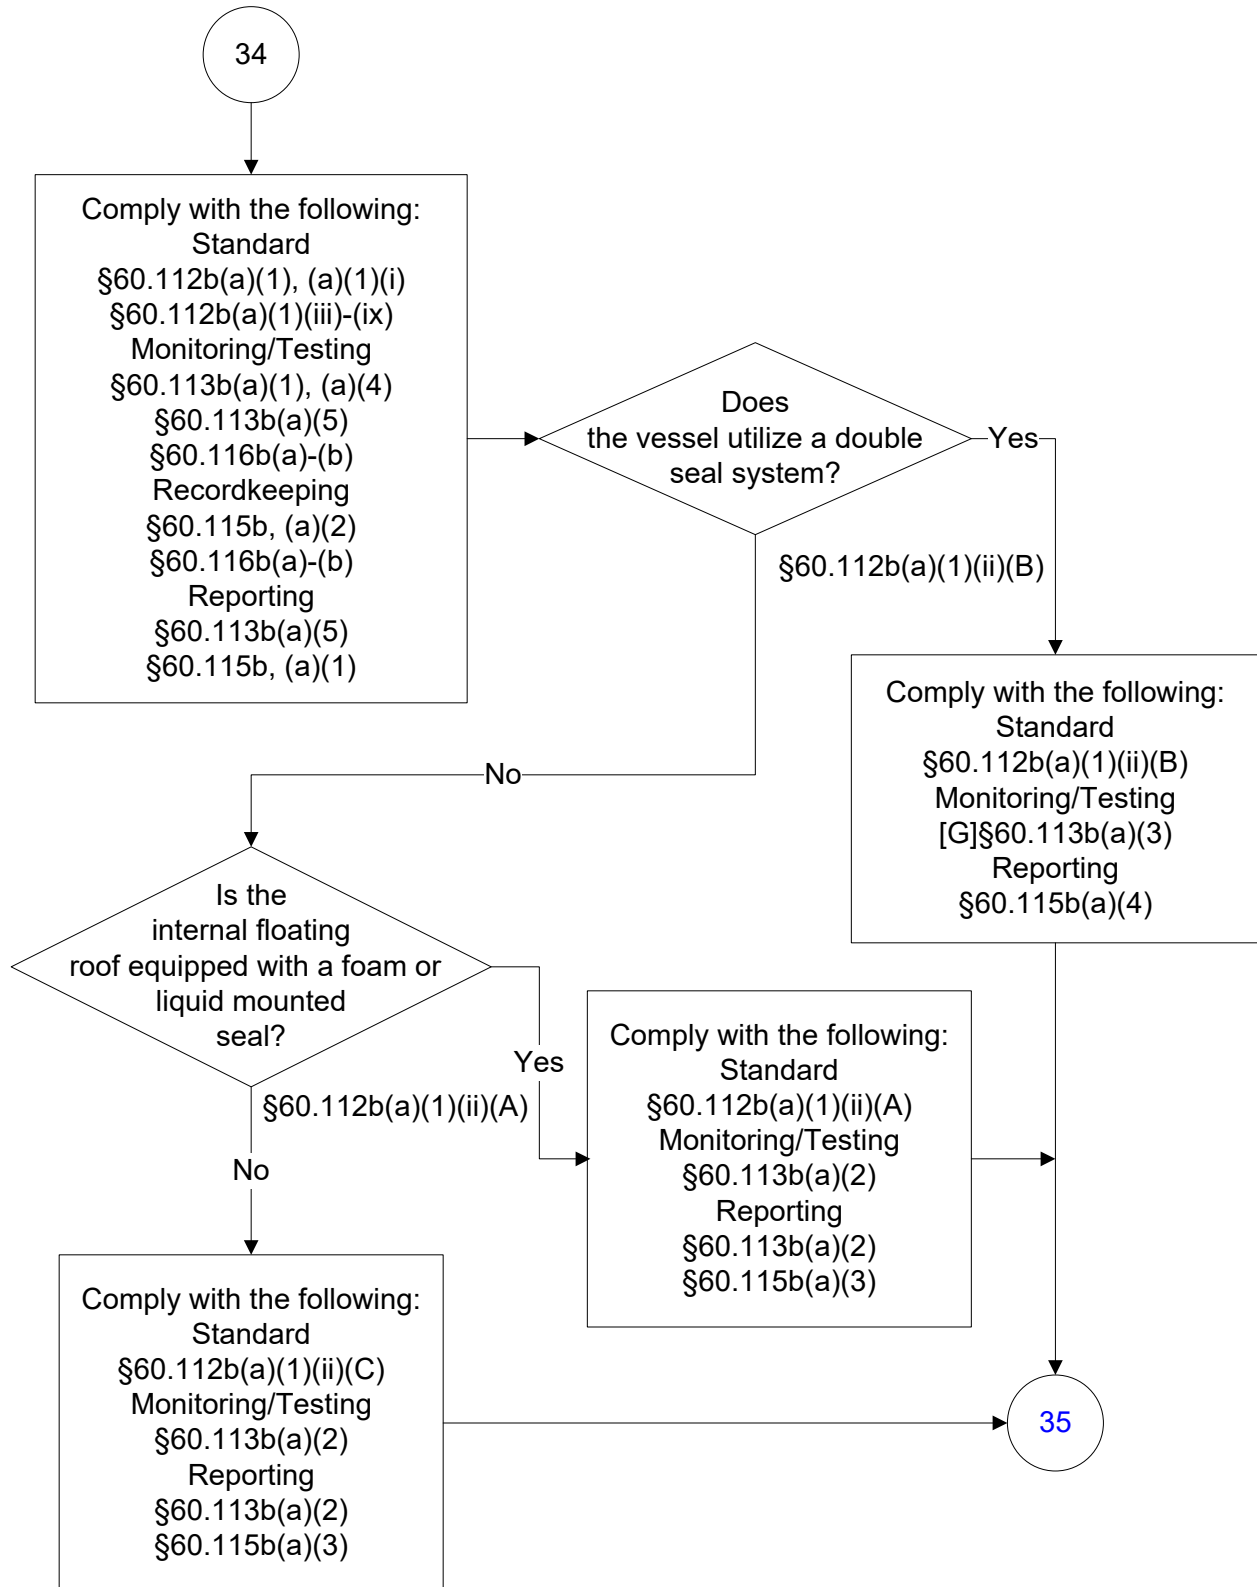 34
Comply with the following:
Standard
§60.112b(a)(1), (a)(1)(i)
§60.112b(a)(1)(iii)-(ix)
Monitoring/Testing
§60.113b(a)(1), (a)(4)
§60.113b(a)(5)
§60.116b(a)-(b)
Recordkeeping
§60.115b, (a)(2)
§60.116b(a)-(b)
Reporting
§60.113b(a)(5)
§60.115b, (a)(1)
Does
the vessel utilize a double
seal system?
Yes
§60.112b(a)(1)(ii)(B)
Comply with the following:
Standard
§60.112b(a)(1)(ii)(B)
Monitoring/Testing
[G]§60.113b(a)(3)
Reporting
§60.115b(a)(4)
No
Is the
internal floating
roof equipped with a foam or
liquid mounted
seal?
Yes
§60.112b(a)(1)(ii)(A)
Comply with the following:
Standard
§60.112b(a)(1)(ii)(A)
Monitoring/Testing
§60.113b(a)(2)
Reporting
§60.113b(a)(2)
§60.115b(a)(3)
No
Comply with the following:
Standard
§60.112b(a)(1)(ii)(C)
Monitoring/Testing
§60.113b(a)(2)
Reporting
§60.113b(a)(2)
§60.115b(a)(3)
35